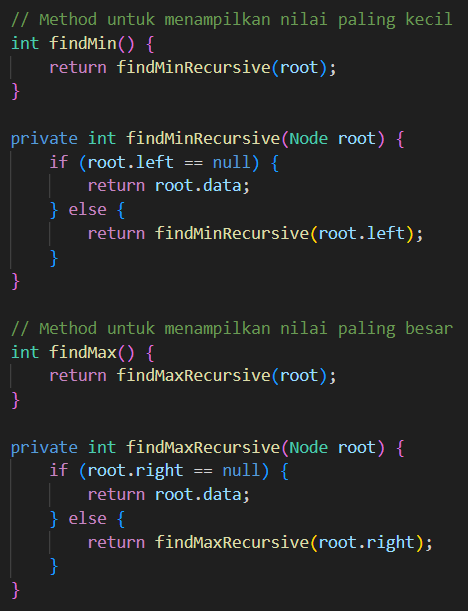 // Method untuk menampilkan nilai paling kecil
int findMin() {
    return findMinRecursive(root);
}

private int findMinRecursive(Node root) {
    if (root.left == null) {
        return root.data;
    } else {
        return findMinRecursive(root.left);
    }
}

// Method untuk menampilkan nilai paling besar
int findMax() {
    return findMaxRecursive(root);
}

private int findMaxRecursive(Node root) {
    if (root.right == null) {
        return root.data;
    } else {
        return findMaxRecursive(root.right);
    }
}